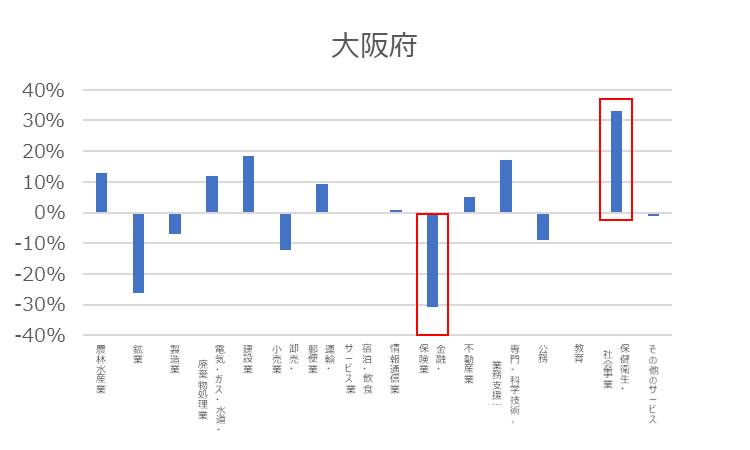 大阪府
40%
30%
20%
10%
0%
-10%
-20%
-30%
-40%
農林水産業
鉱業
製造業
電気・ガス・水道・
廃棄物処理業
建設業
卸売・
小売業
運輸・
郵便業
宿泊・飲食
サービス業
情報通信業
金融・
保険業
不動産業
専門・科学技術、
業務支援…
公務
教育
保健衛生・
社会事業
その他のサービス